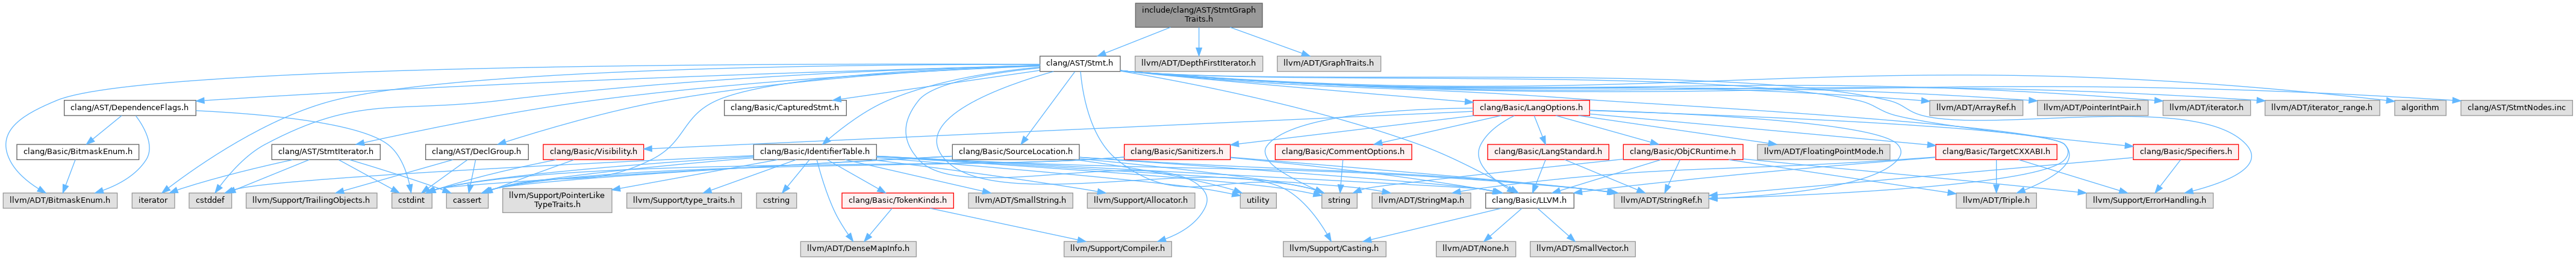 include/clang/AST/StmtGraph
Traits.h
clang/AST/Stmt.h
llvm/ADT/DepthFirstIterator.h
llvm/ADT/GraphTraits.h
clang/AST/DependenceFlags.h
clang/Basic/CapturedStmt.h
clang/Basic/LangOptions.h
llvm/ADT/ArrayRef.h
llvm/ADT/PointerIntPair.h
llvm/ADT/iterator.h
llvm/ADT/iterator_range.h
algorithm
clang/AST/StmtNodes.inc
clang/Basic/BitmaskEnum.h
clang/AST/StmtIterator.h
clang/AST/DeclGroup.h
clang/Basic/Visibility.h
clang/Basic/IdentifierTable.h
clang/Basic/SourceLocation.h
clang/Basic/Sanitizers.h
clang/Basic/CommentOptions.h
clang/Basic/LangStandard.h
clang/Basic/ObjCRuntime.h
llvm/ADT/FloatingPointMode.h
clang/Basic/TargetCXXABI.h
clang/Basic/Specifiers.h
llvm/ADT/BitmaskEnum.h
iterator
cstddef
llvm/Support/TrailingObjects.h
cstdint
cassert
llvm/Support/PointerLike
TypeTraits.h
llvm/Support/type_traits.h
cstring
clang/Basic/TokenKinds.h
llvm/ADT/SmallString.h
llvm/Support/Allocator.h
utility
string
llvm/ADT/StringMap.h
clang/Basic/LLVM.h
llvm/ADT/StringRef.h
llvm/ADT/Triple.h
llvm/Support/ErrorHandling.h
llvm/ADT/DenseMapInfo.h
llvm/Support/Compiler.h
llvm/Support/Casting.h
llvm/ADT/None.h
llvm/ADT/SmallVector.h